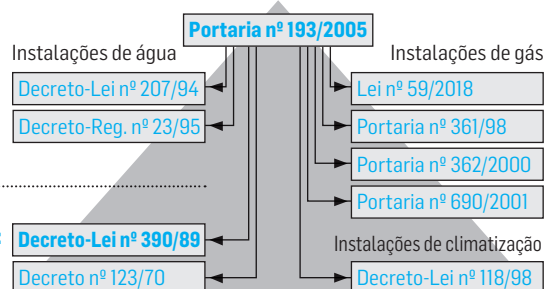 Portaria nº 193/2005
Instalações de água
Decreto-Lei nº 207/94
Decreto-Reg. nº 23/95
Decreto-Lei nº 390/89
Decreto nº 123/70
Instalações de gás
Lei nº 59/2018
Portaria nº 361/98
Portaria nº 362/2000
Portaria nº 690/2001
Instalações de climatização
Decreto-Lei nº 118/98